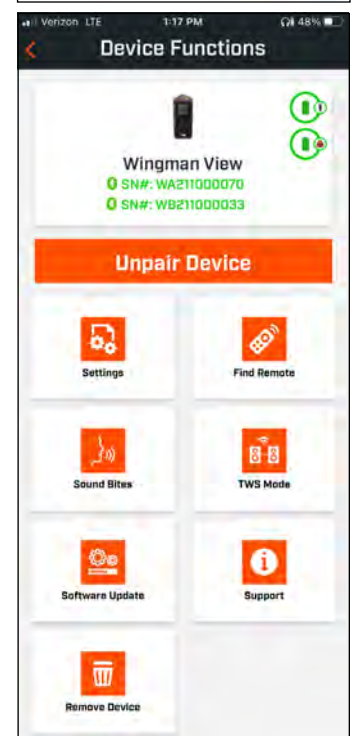 Verizon LTE 1:17 PM 48%
Device Functions
Wingman View
SN#: WA211000070
SN#: WB211000033
Unpair Device
Settings Find Remote
Sound Bites TWS Mode
Software Update Support
Remove Device